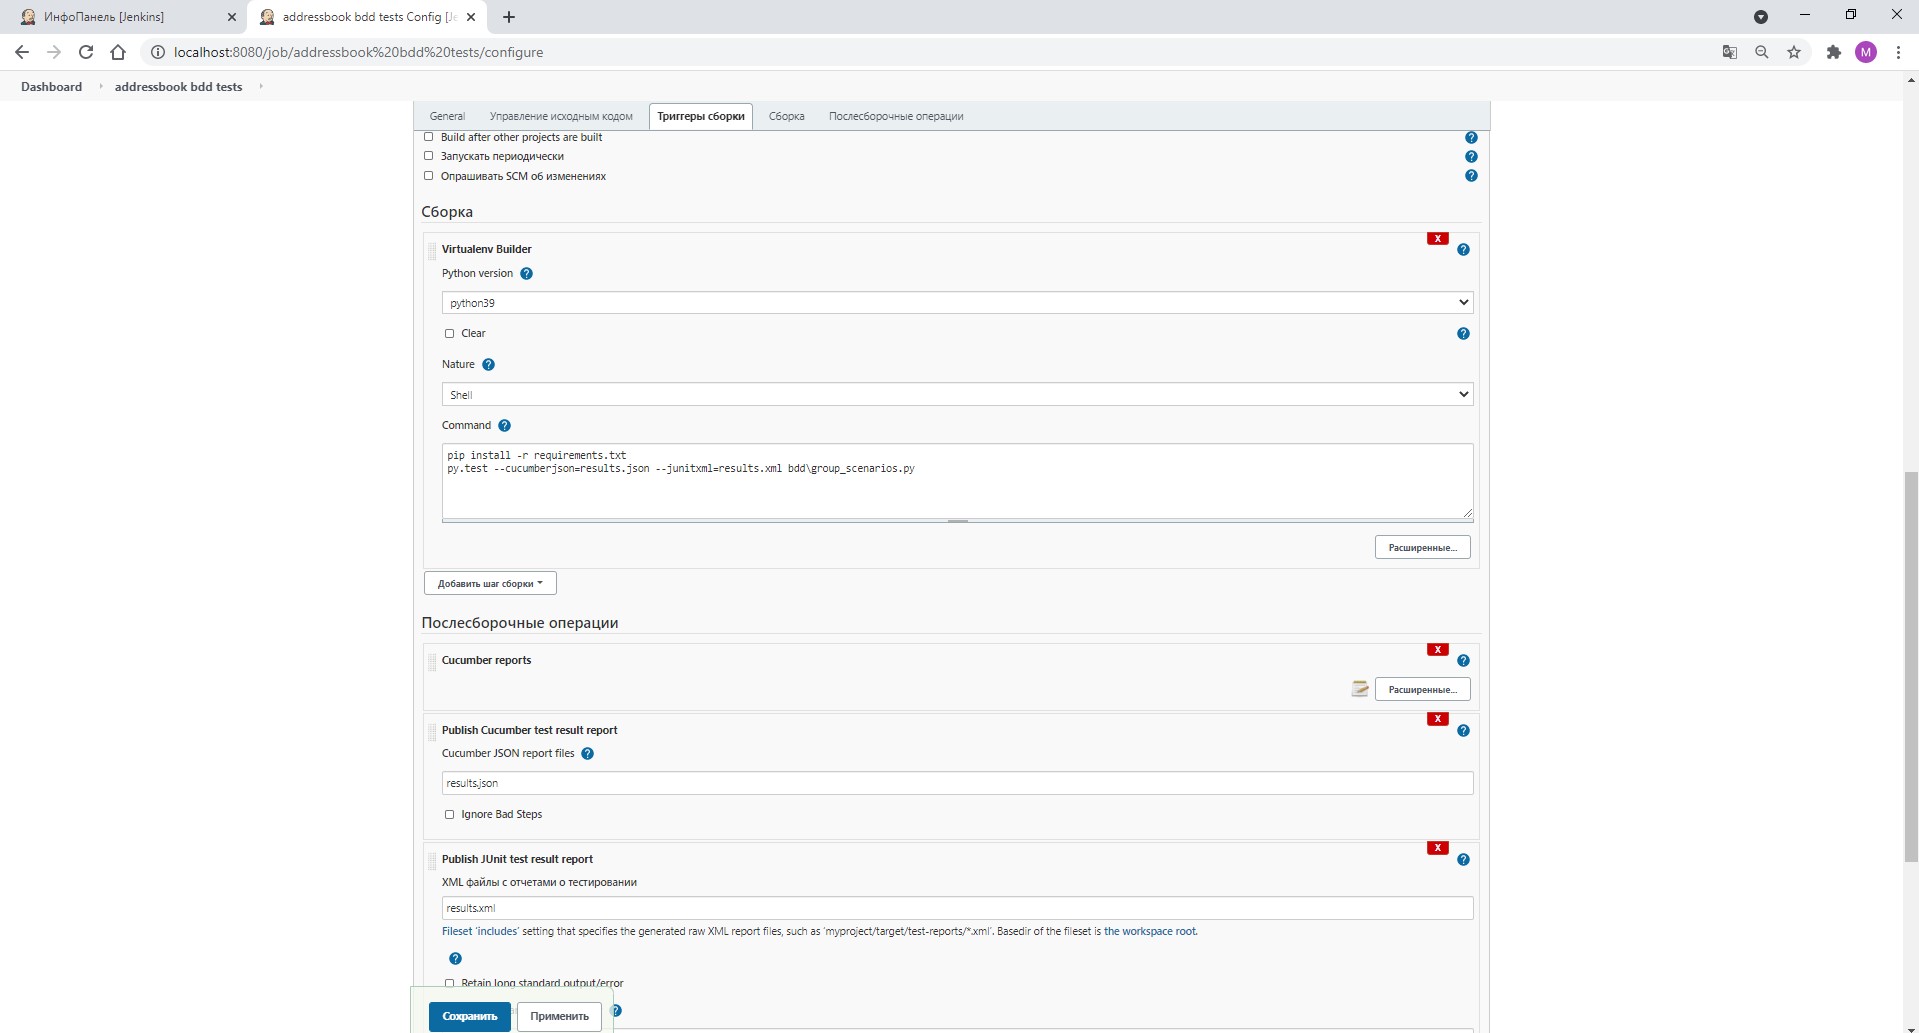 ИнфоПанель [Jenkins]
addressbook bdd tests Config [Je
localhost:8080/job/addressbook%20bdd%20tests/configure
M
Dashboard
addressbook bdd tests
General
Управление исходным кодом
Триггеры сборки
Сборка
Послесборочные операции
Build after other projects are built
Запускать периодически
Опрашивать SCM об изменениях
Сборка
Virtualenv Builder
X
Python version
python39
Clear
Nature
Shell
Command
pip install -r requirements.txt
py.test --cucumberjson=results.json --junitxml=results.xml bdd\group_scenarios.py
Расширенные...
Добавить шаг сборки
Послесборочные операции
Cucumber reports
X
Расширенные...
Publish Cucumber test result report
X
Cucumber JSON report files
results.json
Ignore Bad Steps
Publish JUnit test result report
X
XML файлы с отчетами о тестировании
results.xml
Fileset 'includes' setting that specifies the generated raw XML report files, such as 'myproject/target/test-reports/*.xml'. Basedir of the fileset is the workspace root.
Retain long standard output/error
Сохранить
Применить